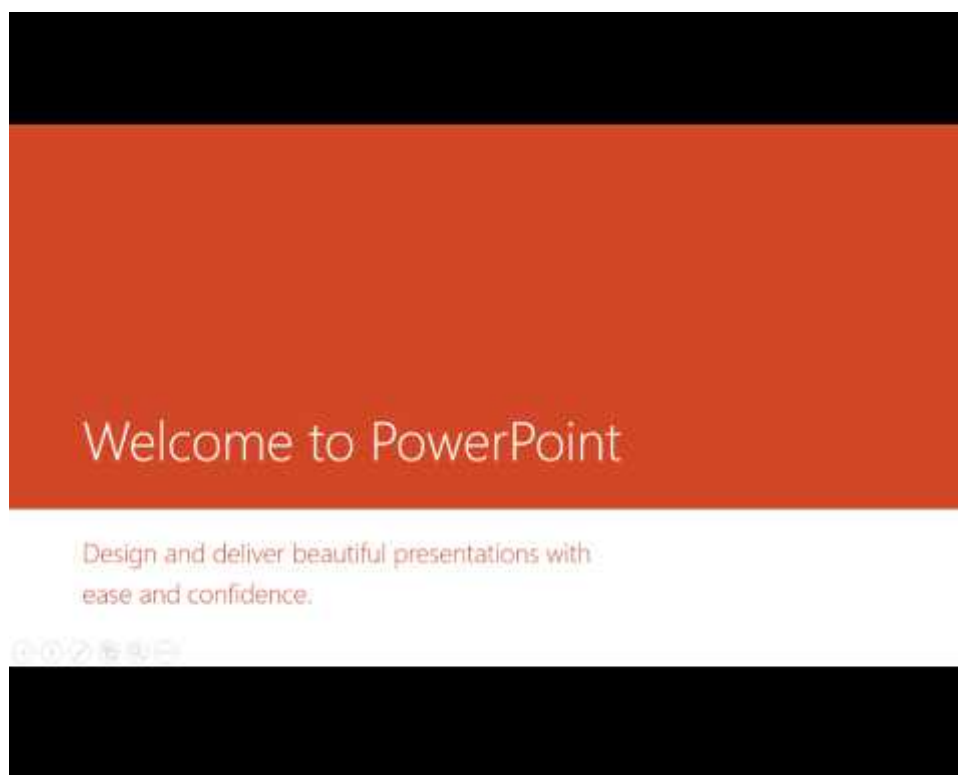 Welcome to PowerPoint
Design and deliver beautiful presentations with
ease and confidence.